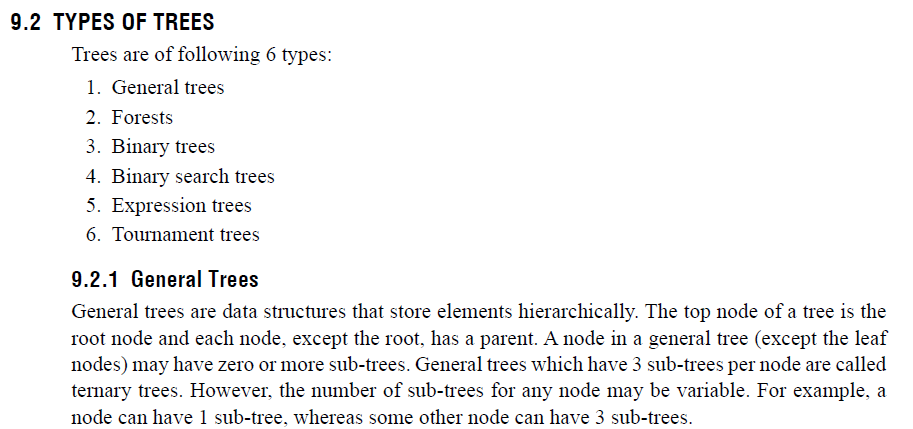 9.2 TYPES OF TREES
Trees are of following 6 types:
1. General trees
2. Forests
3. Binary trees
4. Binary search trees
5. Expression trees
6. Tournament trees
9.2.1 General Trees
General trees are data structures that store elements hierarchically. The top node of a tree is the
root node and each node, except the root, has a parent. A node in a general tree (except the leaf
nodes) may have zero or more sub-trees. General trees which have 3 sub-trees per node are called
ternary trees. However, the number of sub-trees for any node may be variable. For example, a
node can have 1 sub-tree, whereas some other node can have 3 sub-trees.